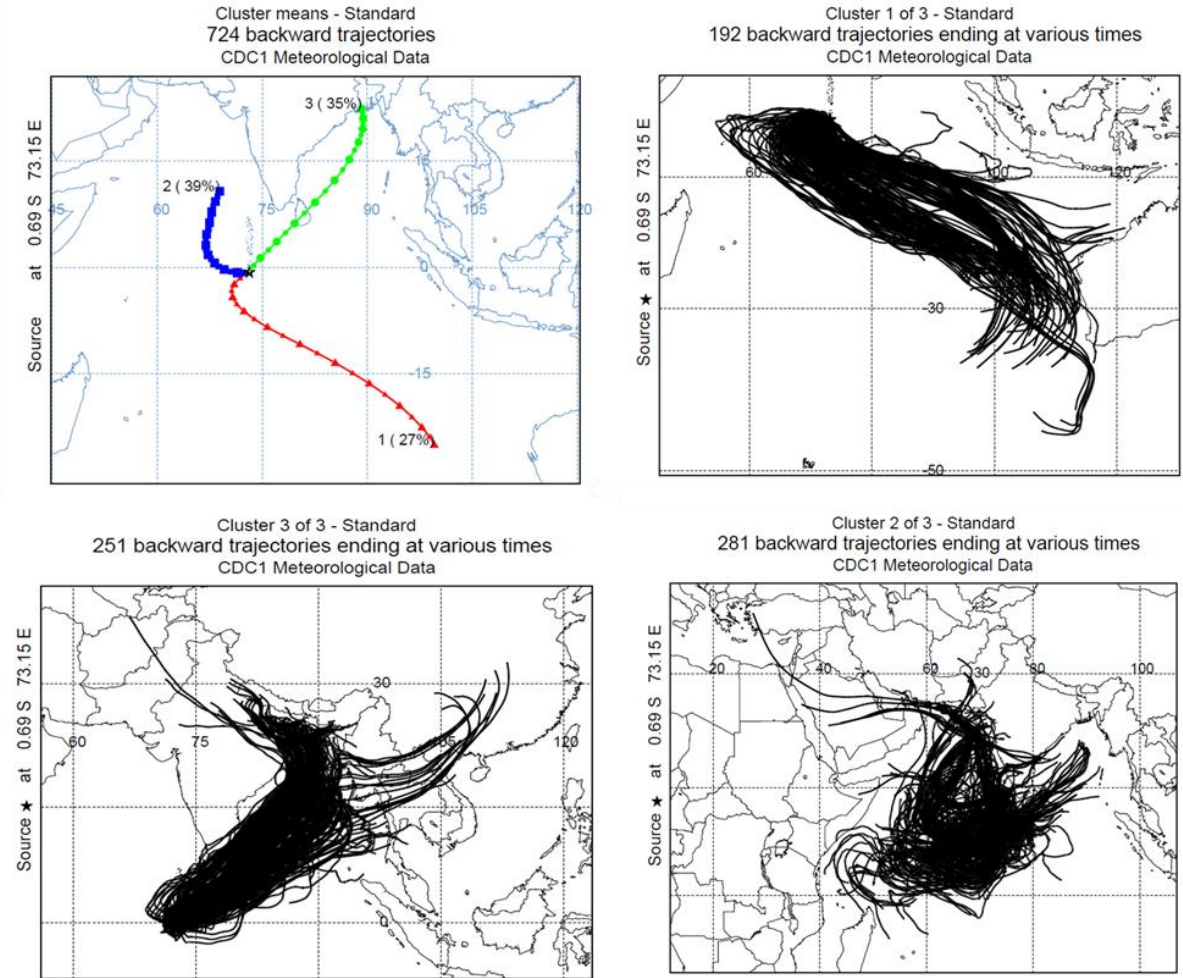 Cluster means - Standard
724 backward trajectories
CDC1 Meteorological Data
Source at 0.69 S 73.15 E
3 ( 35%)
15
2 ( 39%)
45
60
75
90
105
120
0
-15
1 ( 27%)
Cluster 1 of 3 - Standard
192 backward trajectories ending at various times
CDC1 Meteorological Data
Source ★ at 0.69 S 73.15 E
60
100
120
-30
-50
Cluster 3 of 3 - Standard
251 backward trajectories ending at various times
CDC1 Meteorological Data
Source ★ at 0.69 S 73.15 E
30
60
75
120
0
Cluster 2 of 3 - Standard
281 backward trajectories ending at various times
CDC1 Meteorological Data
Source ★ at 0.69 S 73.15 E
20
40
60
30
80
100